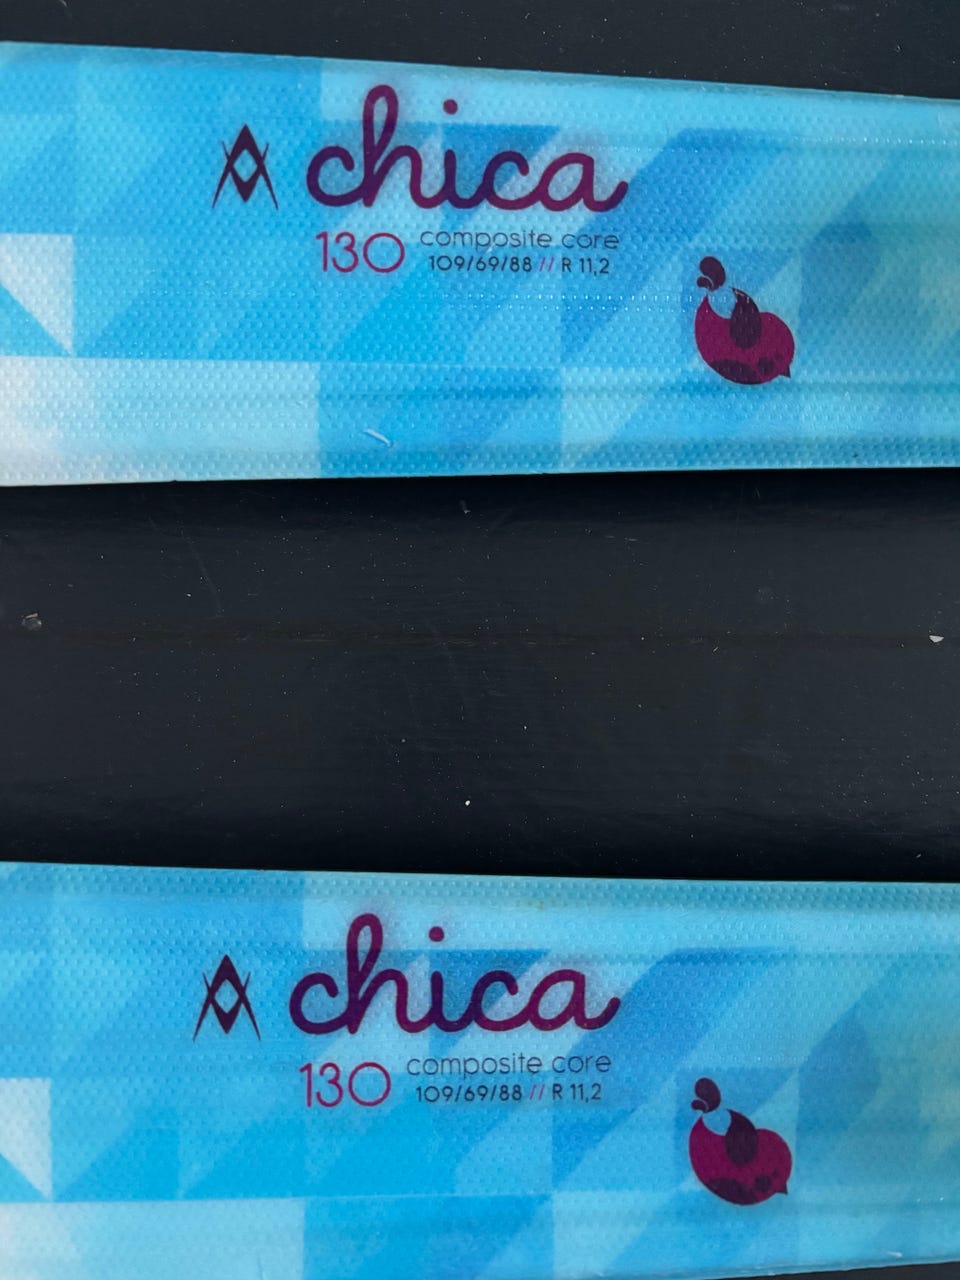 chica
130 composite core
109/69/88 // R 11,2
chica
130 composite core
109/69/88 // R 11,2